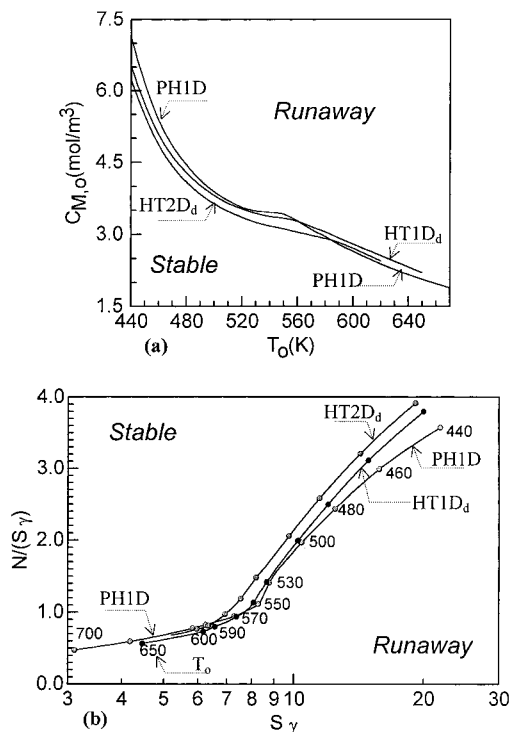 7.5
6.0
4.5
3.0
1.5
C_M,o(mol/m³)
PH1D
Runaway
HT2D_d
HT1D_d
Stable
PH1D
440 480 520 560 600 640
(a)
T_o(K)
4.0
3.0
2.0
1.0
0.0
N/(S γ)
Stable
HT2D_d
440
PH1D
460
HT1D_d
480
500
530
550
PH1D
570
700
600 590
650
T_o
Runaway
3 4 5 6 7 8 9 10 20 30
(b)
S γ